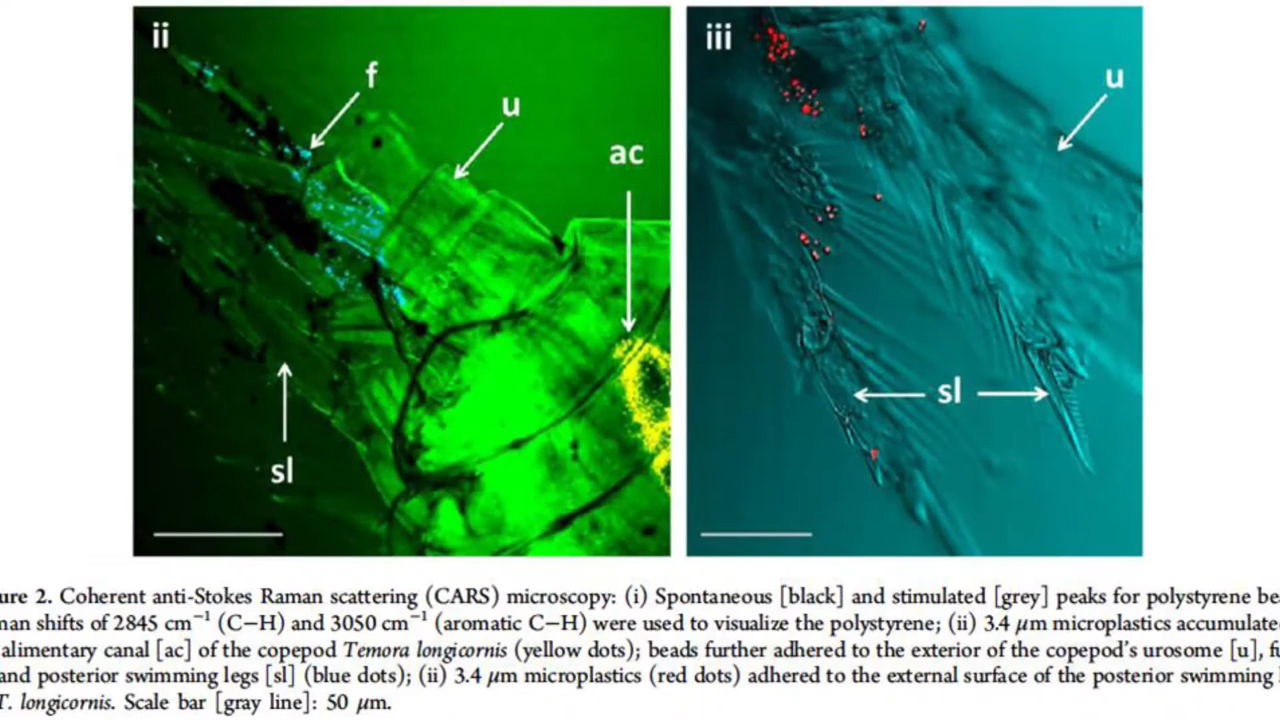 ii
f
u
ac
sl
iii
u
sl
ure 2. Coherent anti-Stokes Raman scattering (CARS) microscopy: (i) Spontaneous [black] and stimulated [grey] peaks for polystyrene be
man shifts of 2845 cm⁻¹ (C−H) and 3050 cm⁻¹ (aromatic C−H) were used to visualize the polystyrene; (ii) 3.4 μm microplastics accumulate
alimentary canal [ac] of the copepod Temora longicornis (yellow dots); beads further adhered to the exterior of the copepod's urosome [u], fu
and posterior swimming legs [sl] (blue dots); (ii) 3.4 μm microplastics (red dots) adhered to the external surface of the posterior swimming
T. longicornis. Scale bar [gray line]: 50 μm.